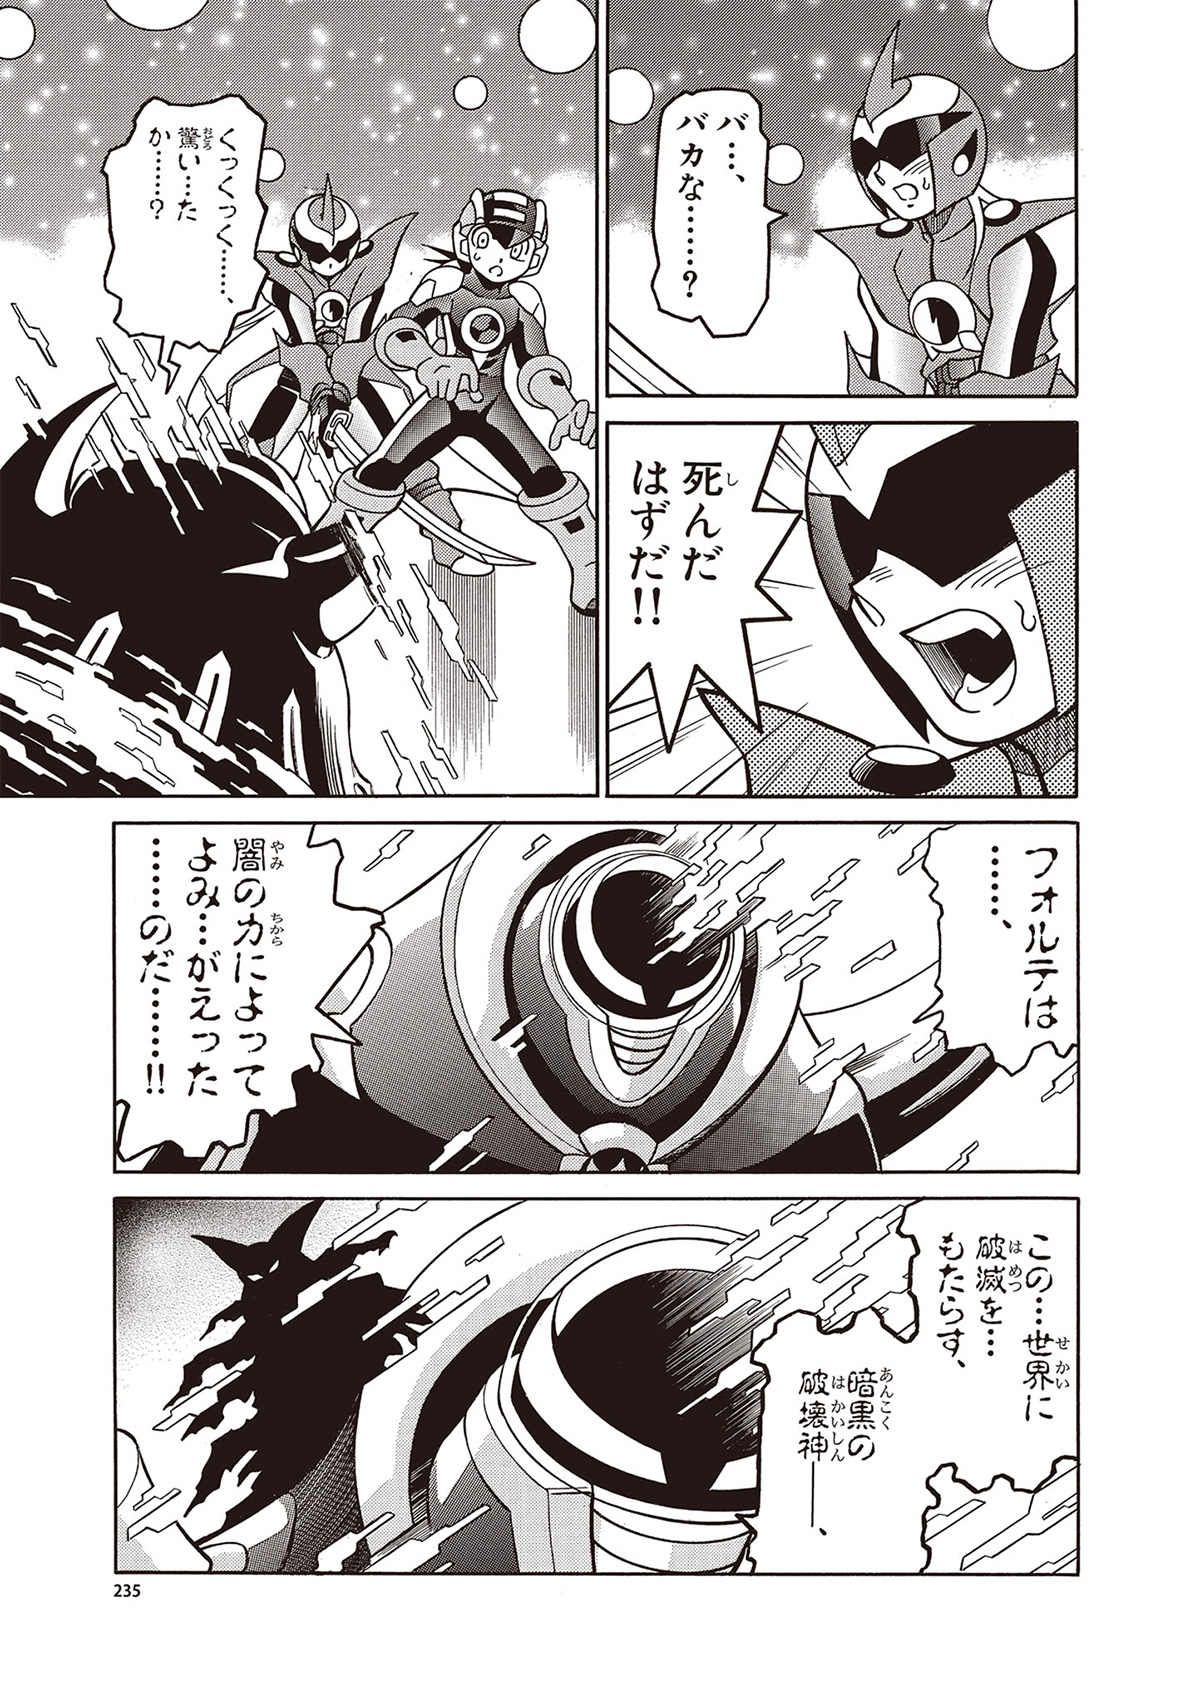 バ…、
バカな……？
死んだ
はずだ!!
くっくっく……、
驚い…た
か……？
フォルテは
……、
闇の力によって
よみ…がえった
……のだ……!!
この…世界に
破滅を…
もたらす、
暗黒の
破壊神──、
235